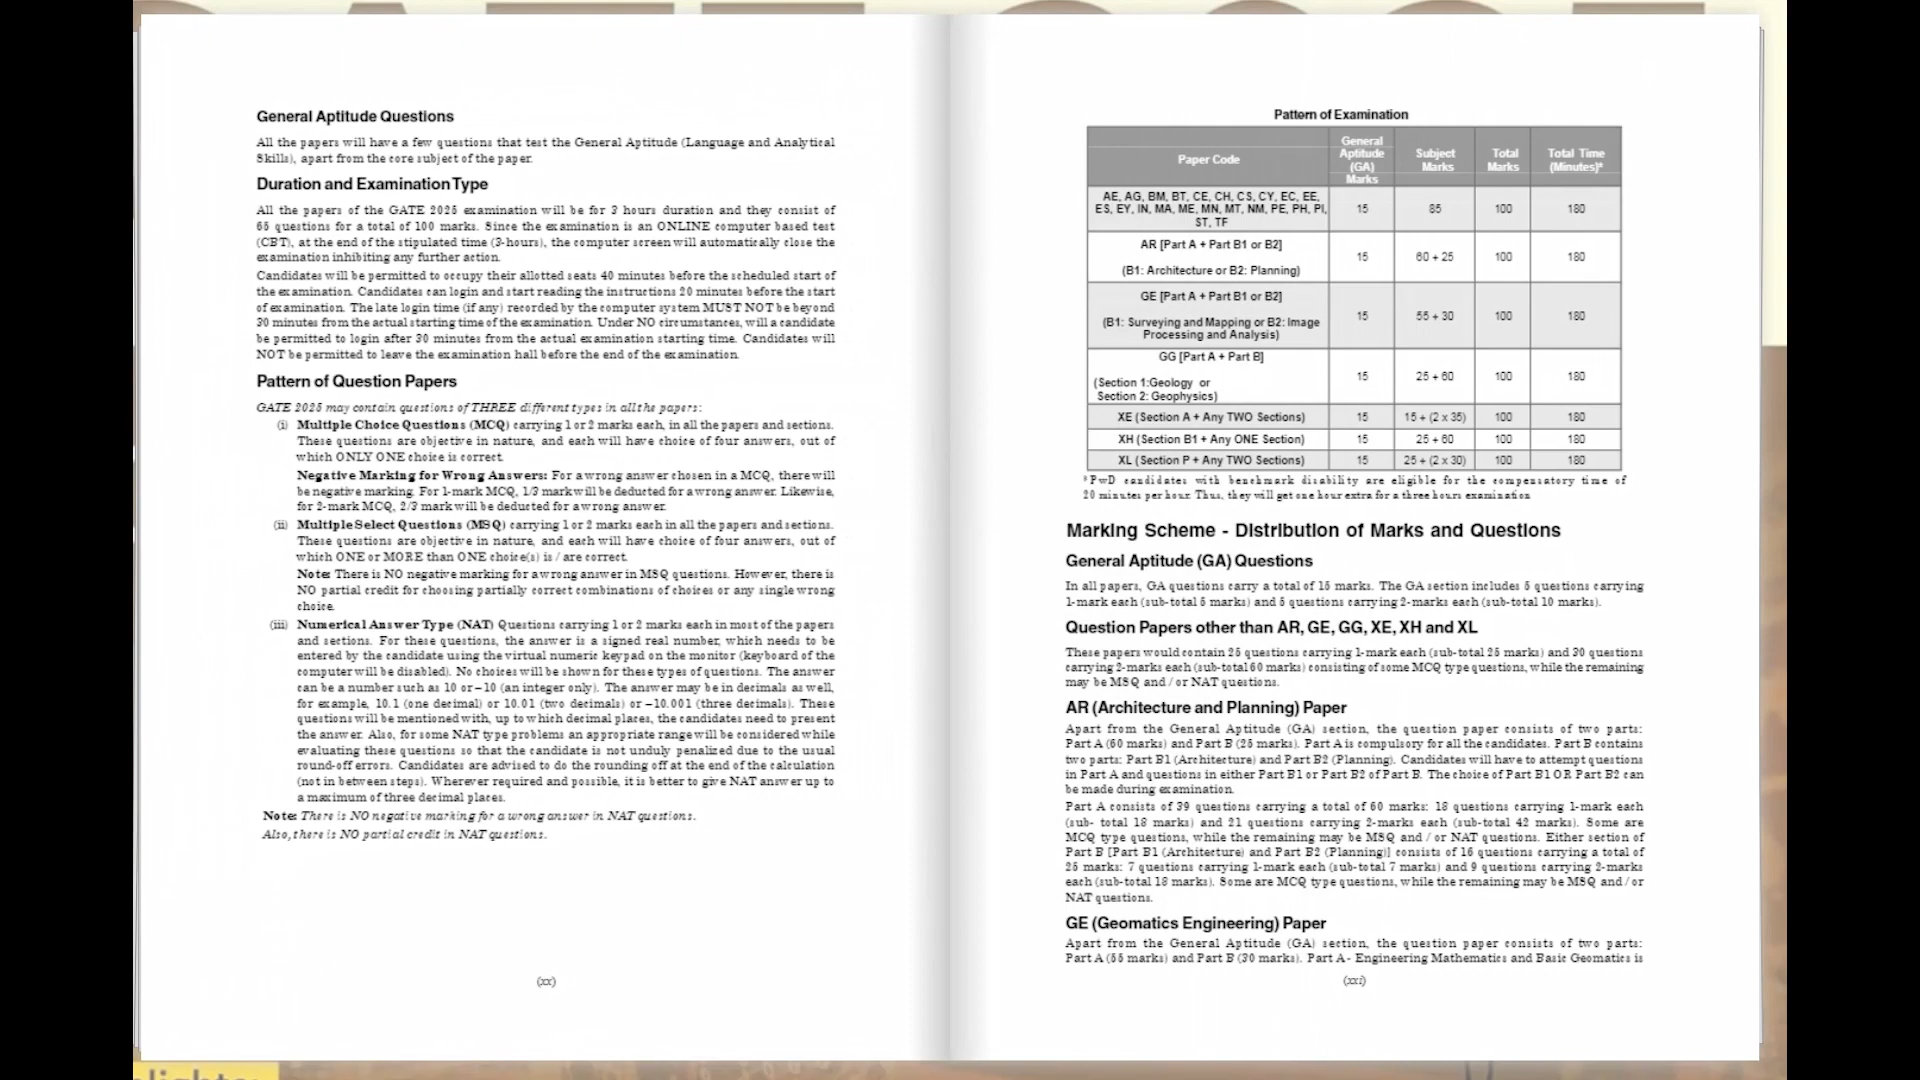 General Aptitude Questions
All the papers will have a few questions that test the General Aptitude (Language and Analytical
Skills), apart from the core subject of the paper.
Duration and Examination Type
All the papers of the GATE 2025 examination will be for 3 hours duration and they consist of
65 questions for a total of 100 marks. Since the examination is an ONLINE computer based test
(CBT), at the end of the stipulated time (3-hours), the computer screen will automatically close the
examination inhibiting any further action.
Candidates will be permitted to occupy their allotted seats 40 minutes before the scheduled start of
the examination. Candidates can login and start reading the instructions 20 minutes before the start
of examination. The late login time (if any) recorded by the computer system MUST NOT be beyond
30 minutes from the actual starting time of the examination. Under NO circumstances, will a candidate
be permitted to login after 30 minutes from the actual examination starting time. Candidates will
NOT be permitted to leave the examination hall before the end of the examination.
Pattern of Question Papers
GATE 2025 may contain questions of THREE different types in all the papers:
(i) Multiple Choice Questions (MCQ) carrying 1 or 2 marks each, in all the papers and sections.
These questions are objective in nature, and each will have choice of four answers, out of
which ONLY ONE choice is correct.
Negative Marking for Wrong Answers: For a wrong answer chosen in a MCQ, there will
be negative marking. For 1-mark MCQ, 1/3 mark will be deducted for a wrong answer. Likewise,
for 2-mark MCQ, 2/3 mark will be deducted for a wrong answer.
(ii) Multiple Select Questions (MSQ) carrying 1 or 2 marks each in all the papers and sections.
These questions are objective in nature, and each will have choice of four answers, out of
which ONE or MORE than ONE choice(s) is / are correct.
Note: There is NO negative marking for a wrong answer in MSQ questions. However, there is
NO partial credit for choosing partially correct combinations of choices or any single wrong
choice.
(iii) Numerical Answer Type (NAT) Questions carrying 1 or 2 marks each in most of the papers
and sections. For these questions, the answer is a signed real number, which needs to be
entered by the candidate using the virtual numeric keypad on the monitor (keyboard of the
computer will be disabled). No choices will be shown for these types of questions. The answer
can be a number such as 10 or –10 (an integer only). The answer may be in decimals as well,
for example, 10.1 (one decimal) or 10.01 (two decimals) or –10.001 (three decimals). These
questions will be mentioned with, up to which decimal places, the candidates need to present
the answer. Also, for some NAT type problems an appropriate range will be considered while
evaluating these questions so that the candidate is not unduly penalized due to the usual
round-off errors. Candidates are advised to do the rounding off at the end of the calculation
(not in between steps). Wherever required and possible, it is better to give NAT answer up to
a maximum of three decimal places.
Note: There is NO negative marking for a wrong answer in NAT questions.
Also, there is NO partial credit in NAT questions.
(xx)
Pattern of Examination
Paper Code General Aptitude (GA) Marks Subject Marks Total Marks Total Time (Minutes)*
AE, AG, BM, BT, CE, CH, CS, CY, EC, EE,
ES, EY, IN, MA, ME, MN, MT, NM, PE, PH, PI, 15 85 100 180
ST, TF
AR [Part A + Part B1 or B2] 15 60 + 25 100 180
(B1: Architecture or B2: Planning)
GE [Part A + Part B1 or B2] 15 55 + 30 100 180
(B1: Surveying and Mapping or B2: Image
Processing and Analysis)
GG [Part A + Part B] 15 25 + 60 100 180
(Section 1:Geology or
Section 2: Geophysics)
XE (Section A + Any TWO Sections) 15 15 + (2 x 35) 100 180
XH (Section B1 + Any ONE Section) 15 25 + 60 100 180
XL (Section P + Any TWO Sections) 15 25 + (2 x 30) 100 180
*PwD candidates with benchmark disability are eligible for the compensatory time of
20 minutes per hour. Thus, they will get one hour extra for a three hours examination
Marking Scheme - Distribution of Marks and Questions
General Aptitude (GA) Questions
In all papers, GA questions carry a total of 15 marks. The GA section includes 5 questions carrying
1-mark each (sub-total 5 marks) and 5 questions carrying 2-marks each (sub-total 10 marks).
Question Papers other than AR, GE, GG, XE, XH and XL
These papers would contain 25 questions carrying 1-mark each (sub-total 25 marks) and 30 questions
carrying 2-marks each (sub-total 60 marks) consisting of some MCQ type questions, while the remaining
may be MSQ and / or NAT questions.
AR (Architecture and Planning) Paper
Apart from the General Aptitude (GA) section, the question paper consists of two parts:
Part A (60 marks) and Part B (25 marks). Part A is compulsory for all the candidates. Part B contains
two parts: Part B1 (Architecture) and Part B2 (Planning). Candidates will have to attempt questions
in Part A and questions in either Part B1 or Part B2 of Part B. The choice of Part B1 OR Part B2 can
be made during examination.
Part A consists of 39 questions carrying a total of 60 marks: 18 questions carrying 1-mark each
(sub- total 18 marks) and 21 questions carrying 2-marks each (sub-total 42 marks). Some are
MCQ type questions, while the remaining may be MSQ and / or NAT questions. Either section of
Part B [Part B1 (Architecture) and Part B2 (Planning)] consists of 16 questions carrying a total of
25 marks: 7 questions carrying 1-mark each (sub-total 7 marks) and 9 questions carrying 2-marks
each (sub-total 18 marks). Some are MCQ type questions, while the remaining may be MSQ and / or
NAT questions.
GE (Geomatics Engineering) Paper
Apart from the General Aptitude (GA) section, the question paper consists of two parts:
Part A (55 marks) and Part B (30 marks). Part A- Engineering Mathematics and Basic Geomatics is
(xxi)